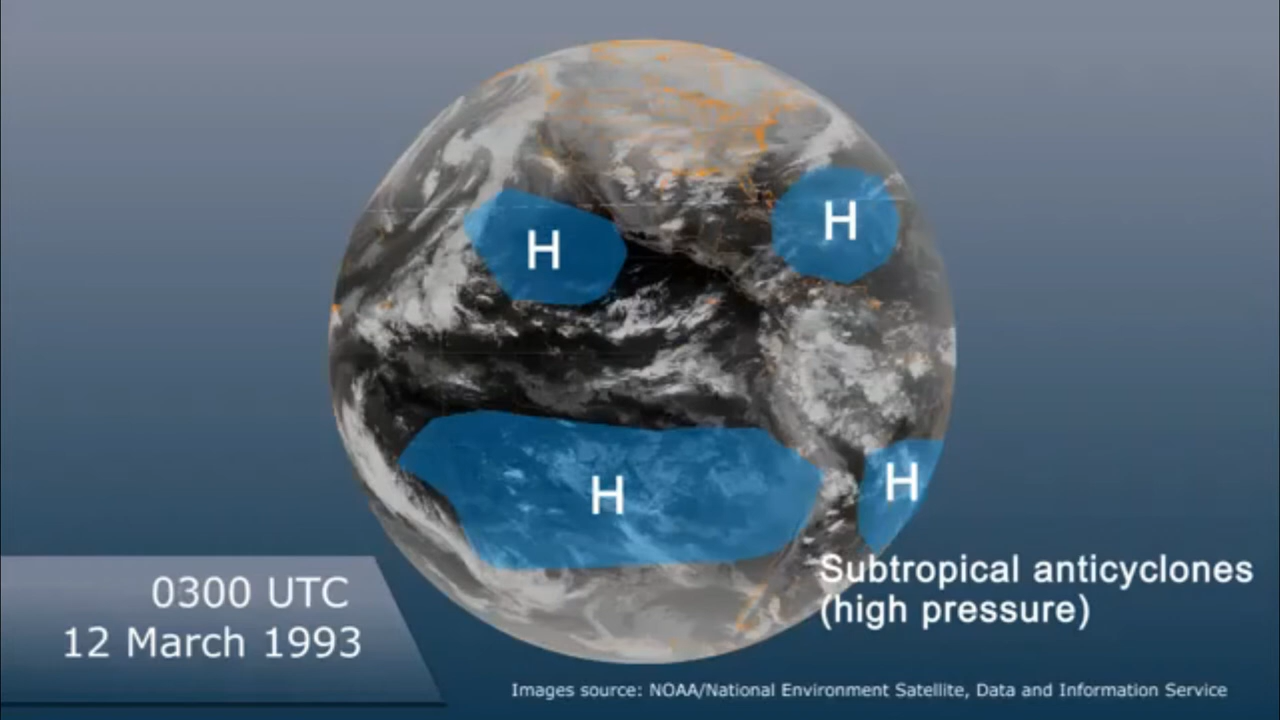 H
H
H
H
Subtropical anticyclones
(high pressure)
0300 UTC
12 March 1993
Images source: NOAA/National Environment Satellite, Data and Information Service